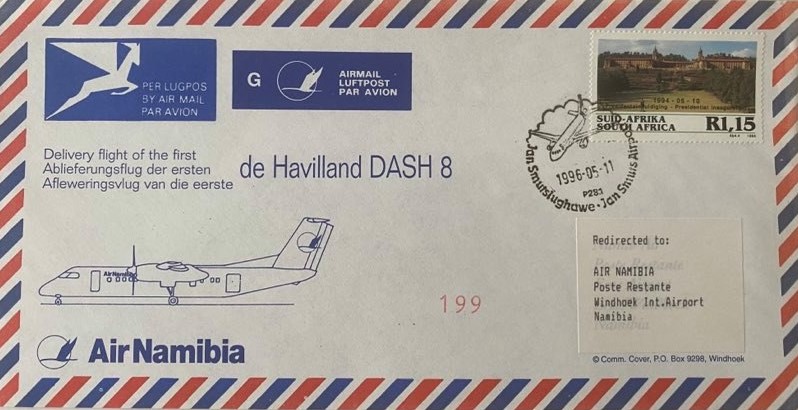 PER LUGPOS
BY AIR MAIL
PAR AVION
G
AIRMAIL
LUFTPOST
PAR AVION
1994-05-10
Presidential
SUID-AFRIKA
SOUTH AFRICA
R1,15
Jan Smutslughawe • Jan Smuts Airport
1996-05-11
P281
Delivery flight of the first
Ablieferungsflug der ersten
Afleweringsvlug van die eerste
de Havilland DASH 8
Air Namibia
199
Redirected to:
AIR NAMIBIA
Poste Restante
Windhoek Int.Airport
Namibia
Air Namibia
© Comm. Cover, P.O. Box 9298, Windhoek